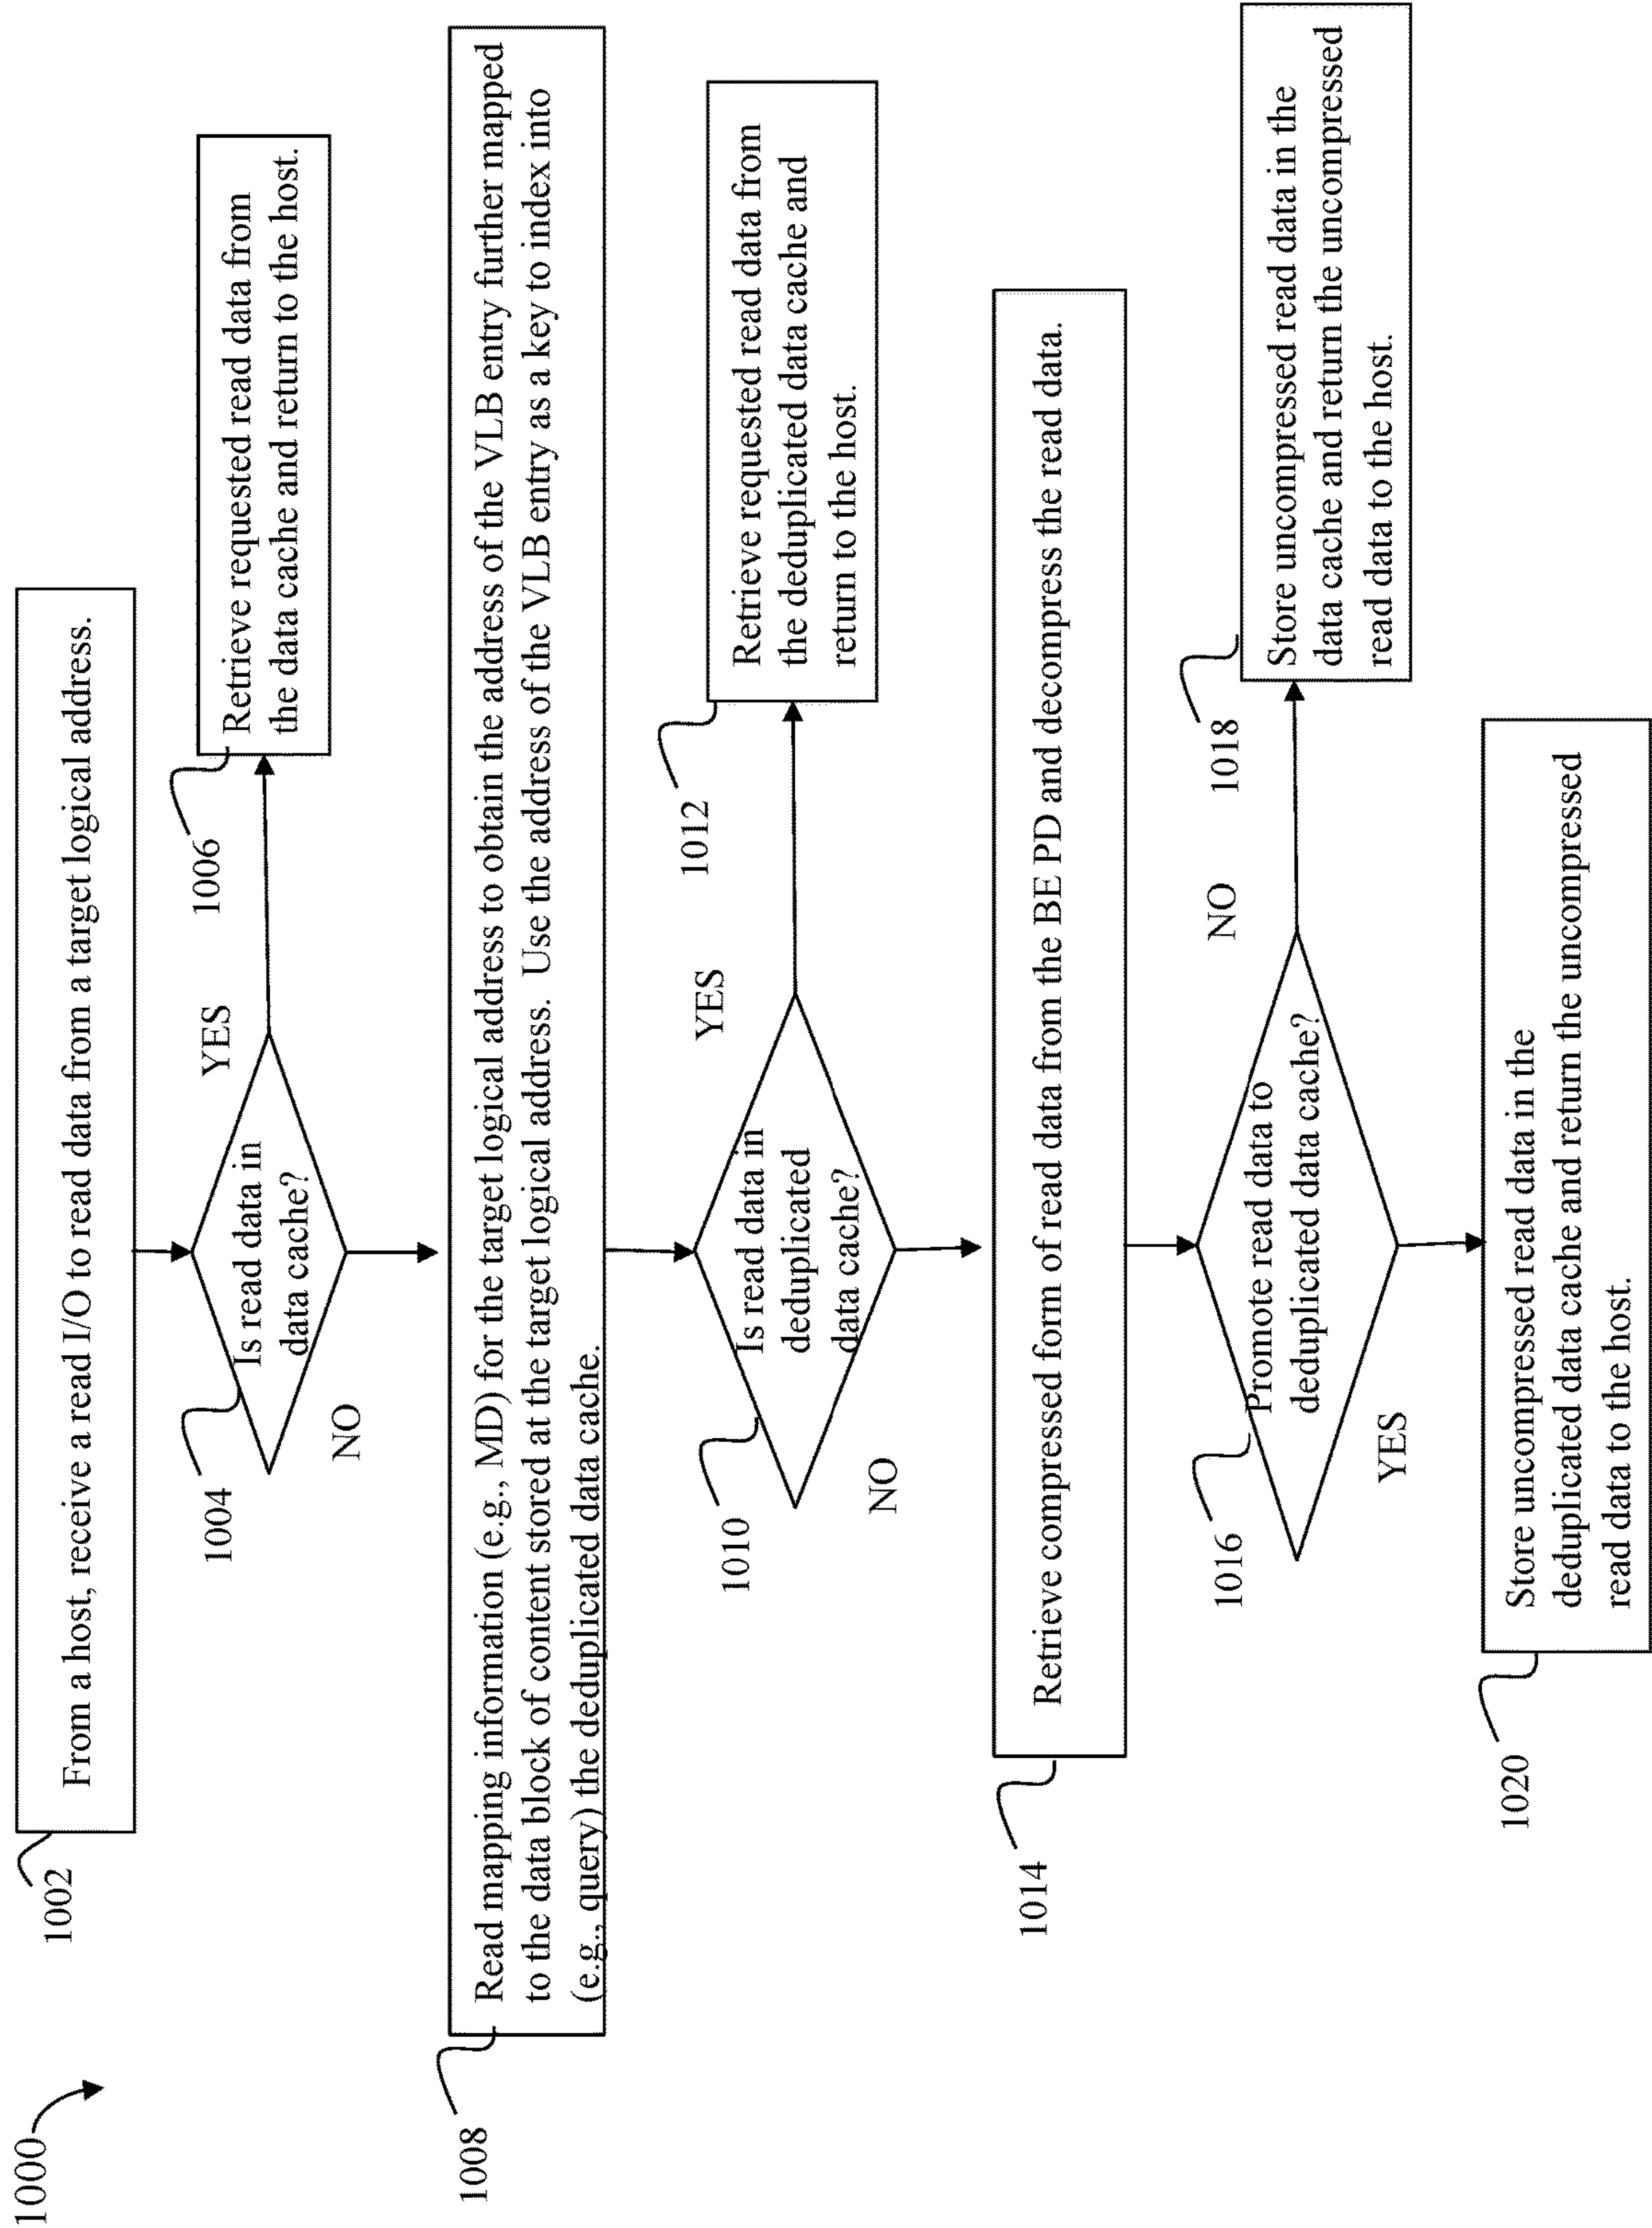 1000
1002
From a host, receive a read I/O to read data from a target logical address.
1004
Is read data in
data cache?
YES
NO
1006
Retrieve requested read data from
the data cache and return to the host.
1008
Read mapping information (e.g., MD) for the target logical address to obtain the address of the VLB entry further mapped
to the data block of content stored at the target logical address.  Use the address of the VLB entry as a key to index into
(e.g., query) the deduplicated data cache.
1010
Is read data in
deduplicated
data cache?
YES
NO
1012
Retrieve requested read data from
the deduplicated data cache and
return to the host.
1014
Retrieve compressed form of read data from the BE PD and decompress the read data.
1016
Promote read data to
deduplicated data cache?
NO
YES
1018
Store uncompressed read data in the
data cache and return the uncompressed
read data to the host.
1020
Store uncompressed read data in the
deduplicated data cache and return the uncompressed
read data to the host.